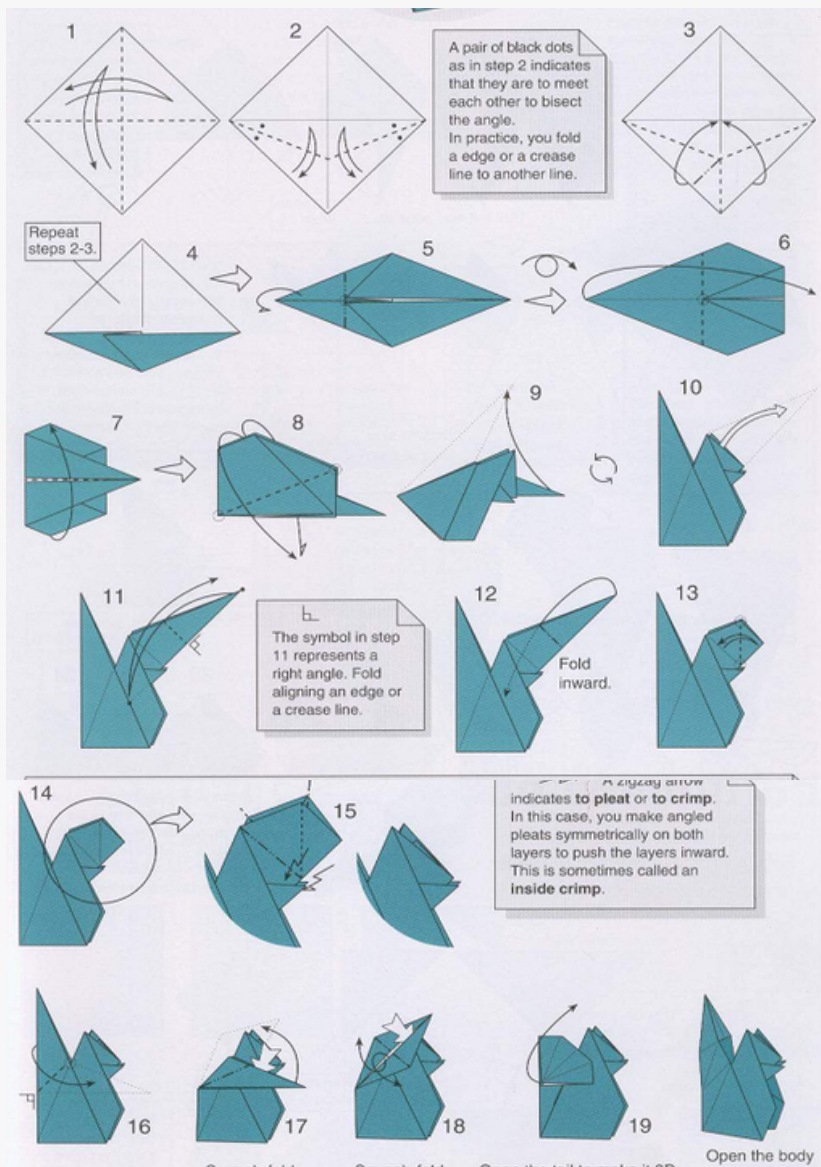 1
2
A pair of black dots
as in step 2 indicates
that they are to meet
each other to bisect
the angle.
In practice, you fold
a edge or a crease
line to another line.
3
Repeat
steps 2-3.
4
5
6
7
8
9
10
11
The symbol in step
11 represents a
right angle. Fold
aligning an edge or
a crease line.
12
Fold
inward.
13
14
15
A zigzag arrow
indicates to pleat or to crimp.
In this case, you make angled
pleats symmetrically on both
layers to push the layers inward.
This is sometimes called an
inside crimp.
16
17
18
19
Open the body